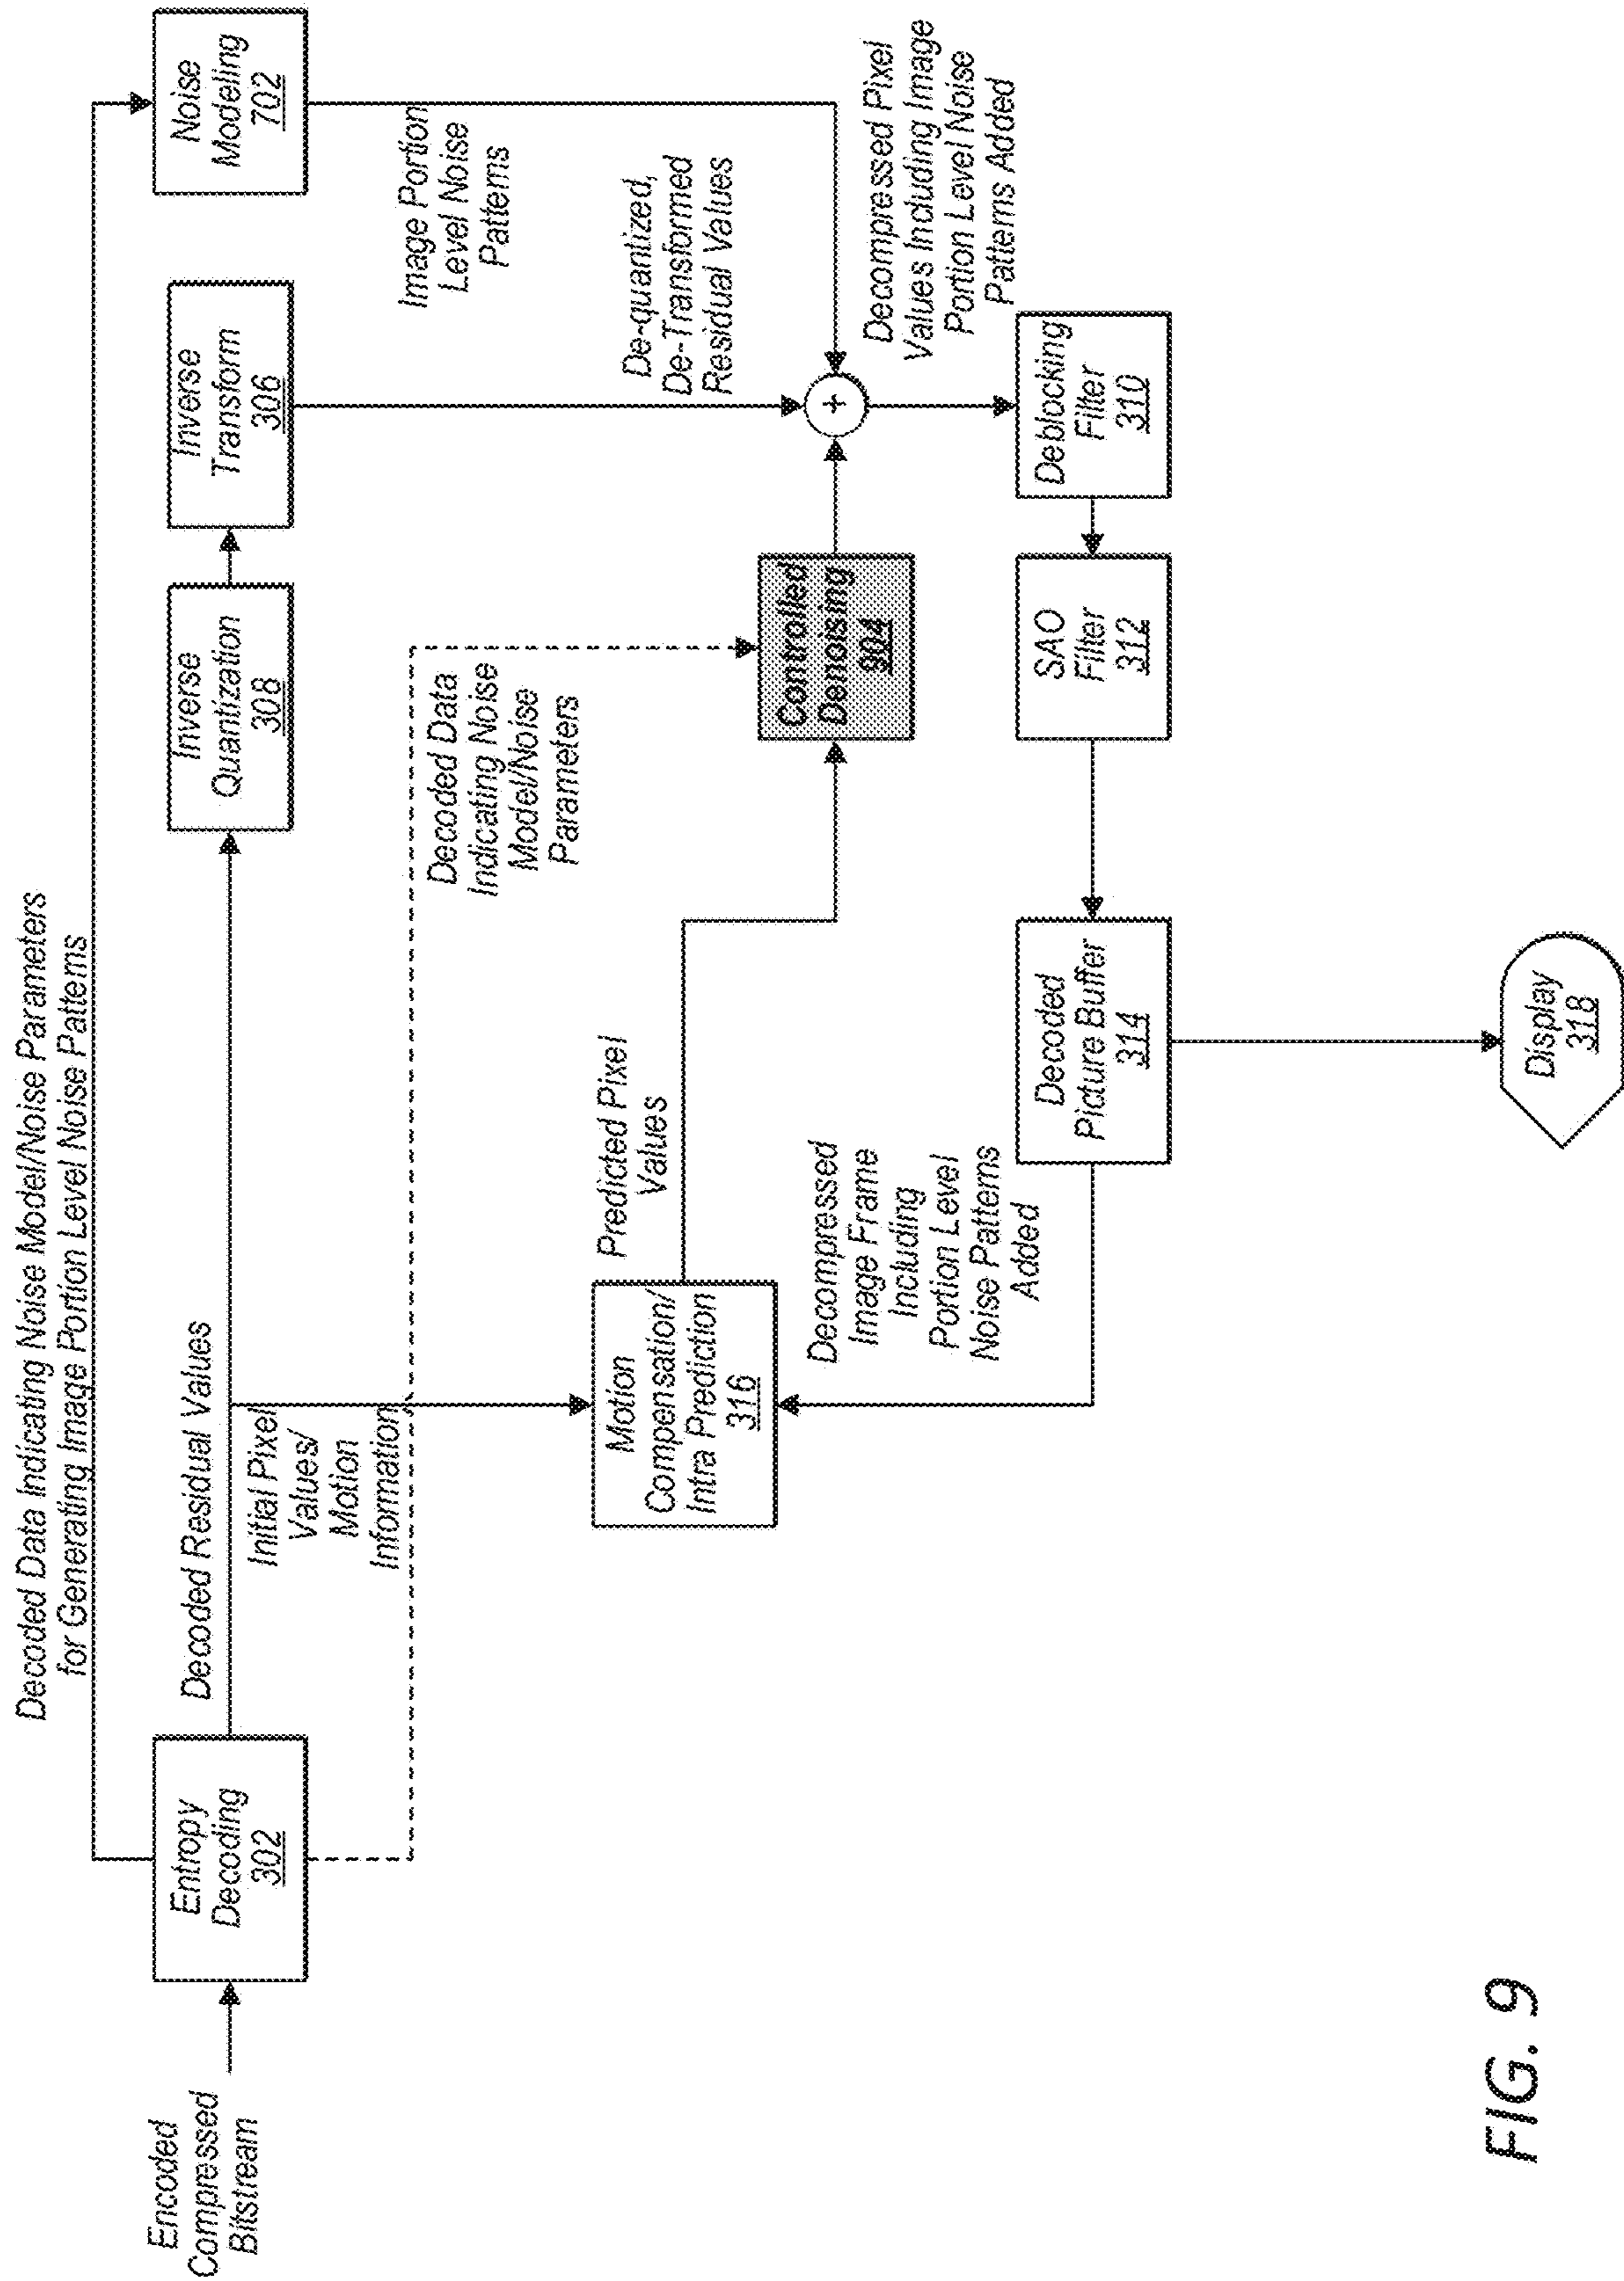 Decoded Data Indicating Noise Model/Noise Parameters
for Generating Image Portion Level Noise Patterns
Encoded
Compressed
Bitstream
Entropy
Decoding
302
Decoded Residual Values
Inverse
Quantization
308
Inverse
Transform
306
Noise
Modeling
702
Initial Pixel
Values/
Motion
Information
Decoded Data
Indicating Noise
Model/Noise
Parameters
Image Portion
Level Noise
Patterns
De-quantized,
De-Transformed
Residual Values
Motion
Compensation/
Intra Prediction
316
Predicted Pixel
Values
Controlled
Denoising
904
+
Decompressed Pixel
Values Including Image
Portion Level Noise
Patterns Added
Decompressed
Image Frame
Including
Portion Level
Noise Patterns
Added
Decoded
Picture Buffer
314
SAO
Filter
312
Deblocking
Filter
310
Display
318
FIG. 9